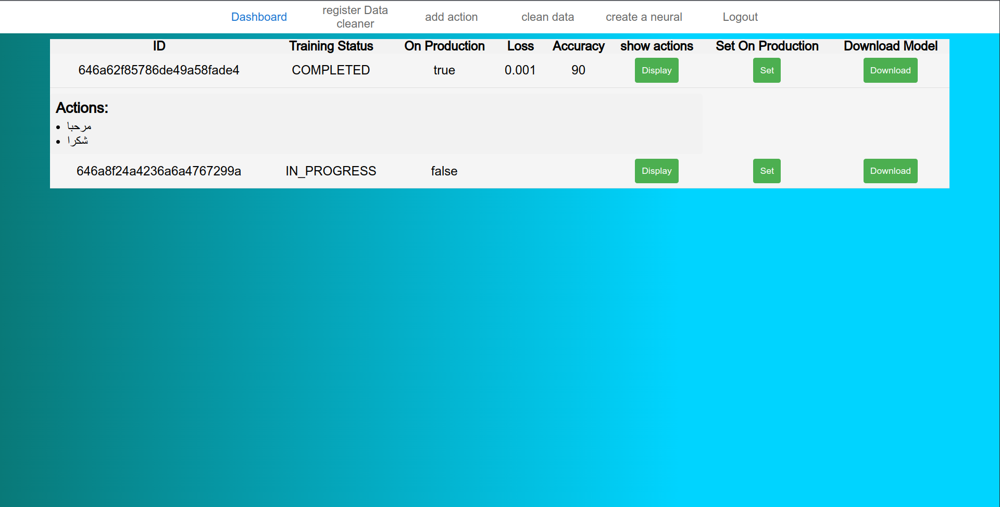 Dashboard register Data cleaner add action clean data create a neural Logout
ID Training Status On Production Loss Accuracy show actions Set On Production Download Model
646a62f85786de49a58fade4 COMPLETED true 0.001 90 Display Set Download
Actions:
مرحبا
شكرا
646a8f24a4236a6a4767299a IN_PROGRESS false Display Set Download